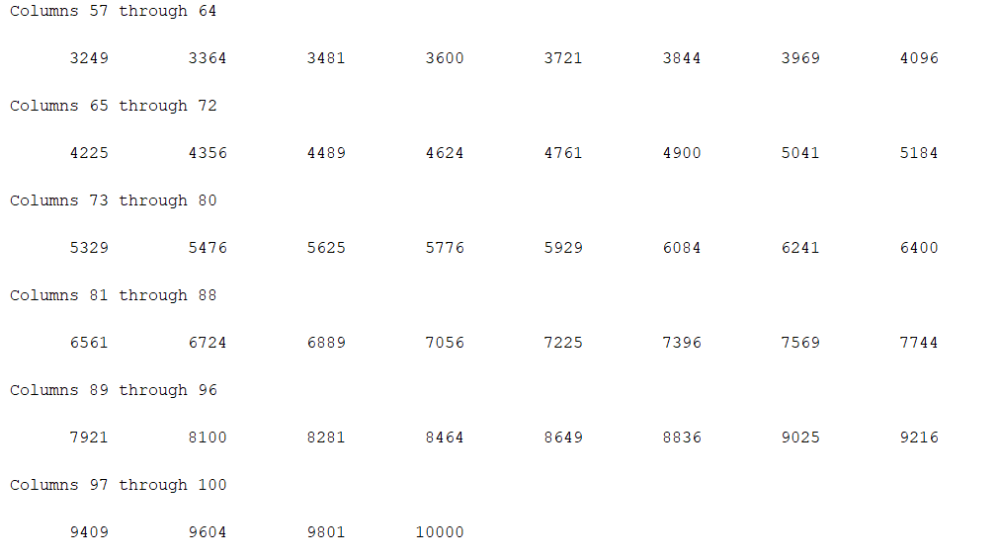 Columns 57 through 64
3249 3364 3481 3600 3721 3844 3969 4096
Columns 65 through 72
4225 4356 4489 4624 4761 4900 5041 5184
Columns 73 through 80
5329 5476 5625 5776 5929 6084 6241 6400
Columns 81 through 88
6561 6724 6889 7056 7225 7396 7569 7744
Columns 89 through 96
7921 8100 8281 8464 8649 8836 9025 9216
Columns 97 through 100
9409 9604 9801 10000